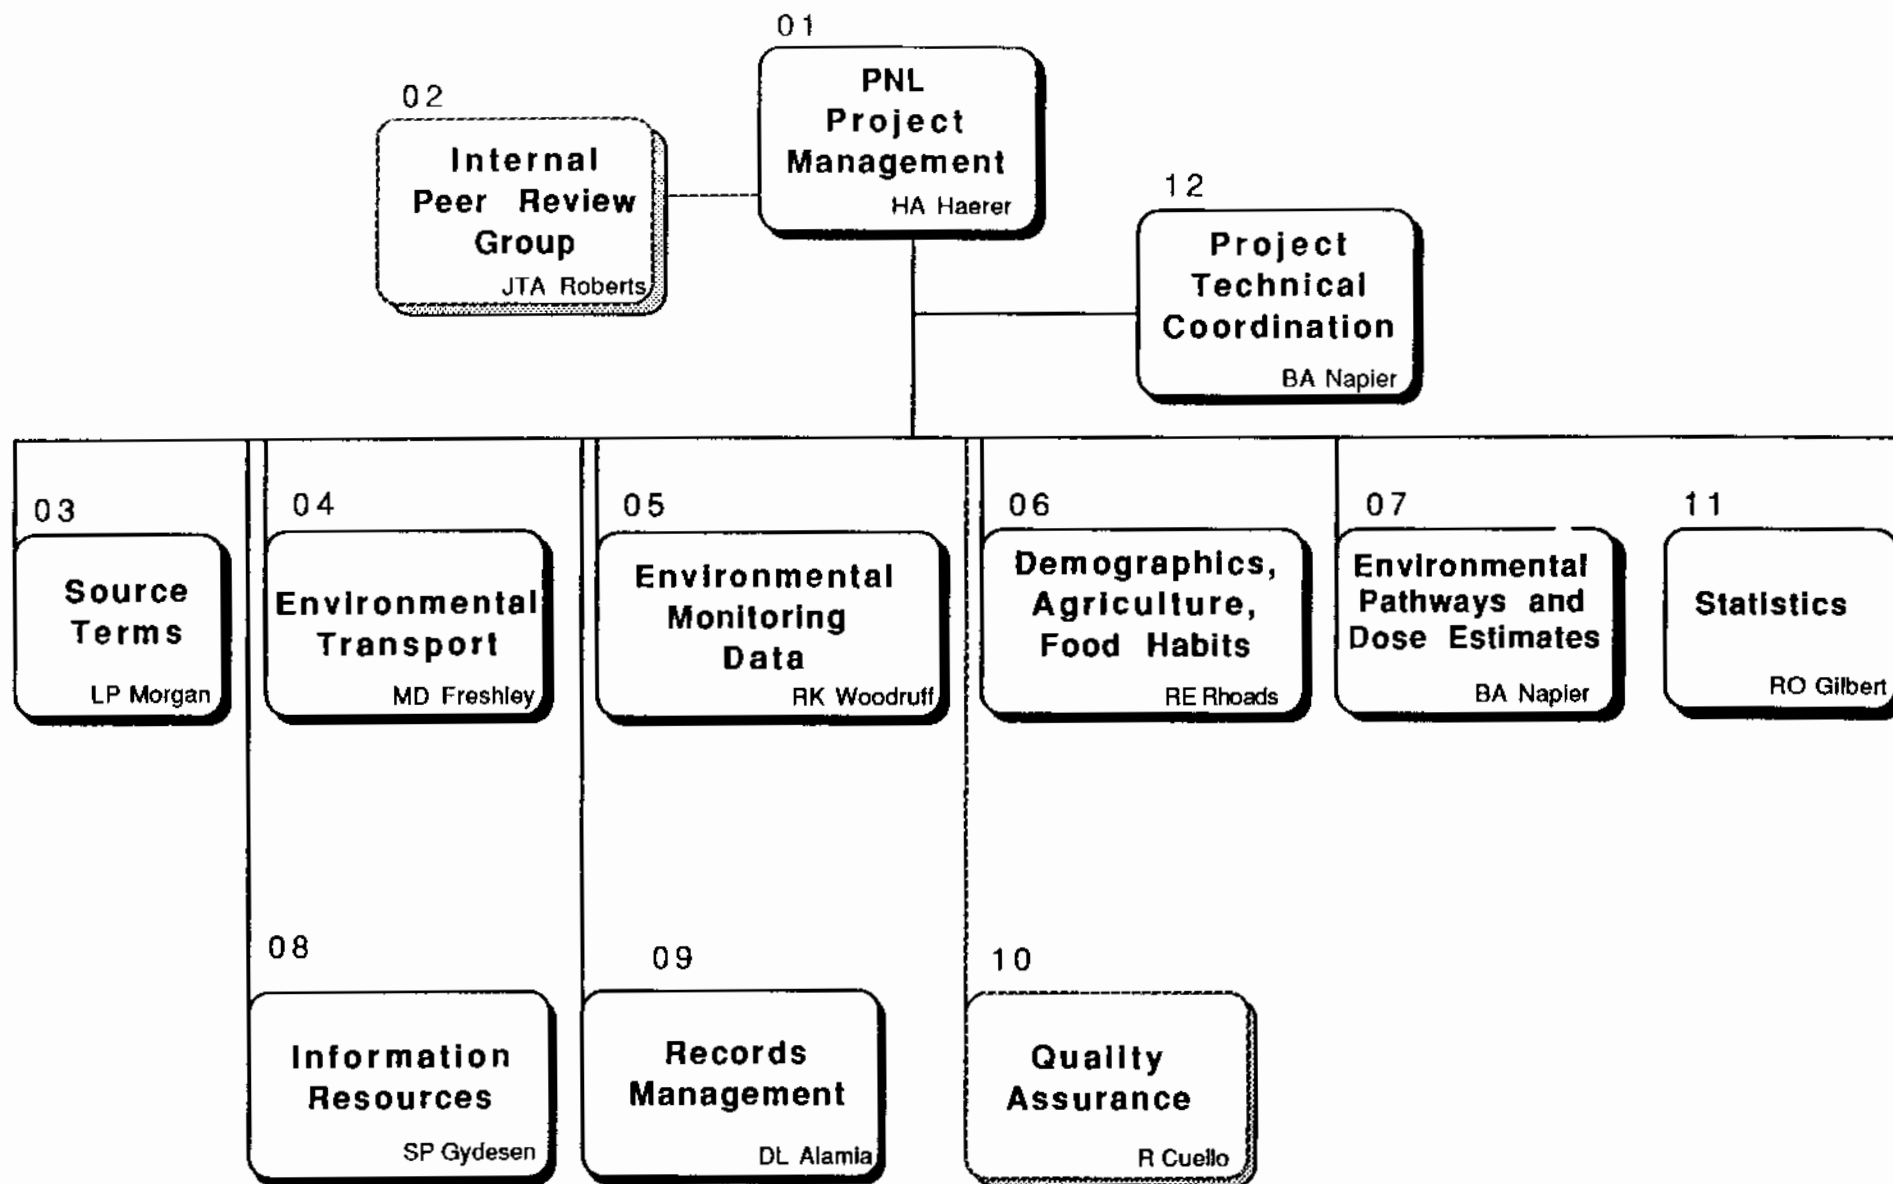 01
PNL
Project
Management
HA Haerer
02
Internal
Peer Review
Group
JTA Roberts
12
Project
Technical
Coordination
BA Napier
03
Source
Terms
LP Morgan
04
Environmental
Transport
MD Freshley
05
Environmental
Monitoring
Data
RK Woodruff
06
Demographics,
Agriculture,
Food Habits
RE Rhoads
07
Environmental
Pathways and
Dose Estimates
BA Napier
11
Statistics
RO Gilbert
08
Information
Resources
SP Gydesen
09
Records
Management
DL Alamia
10
Quality
Assurance
R Cuello